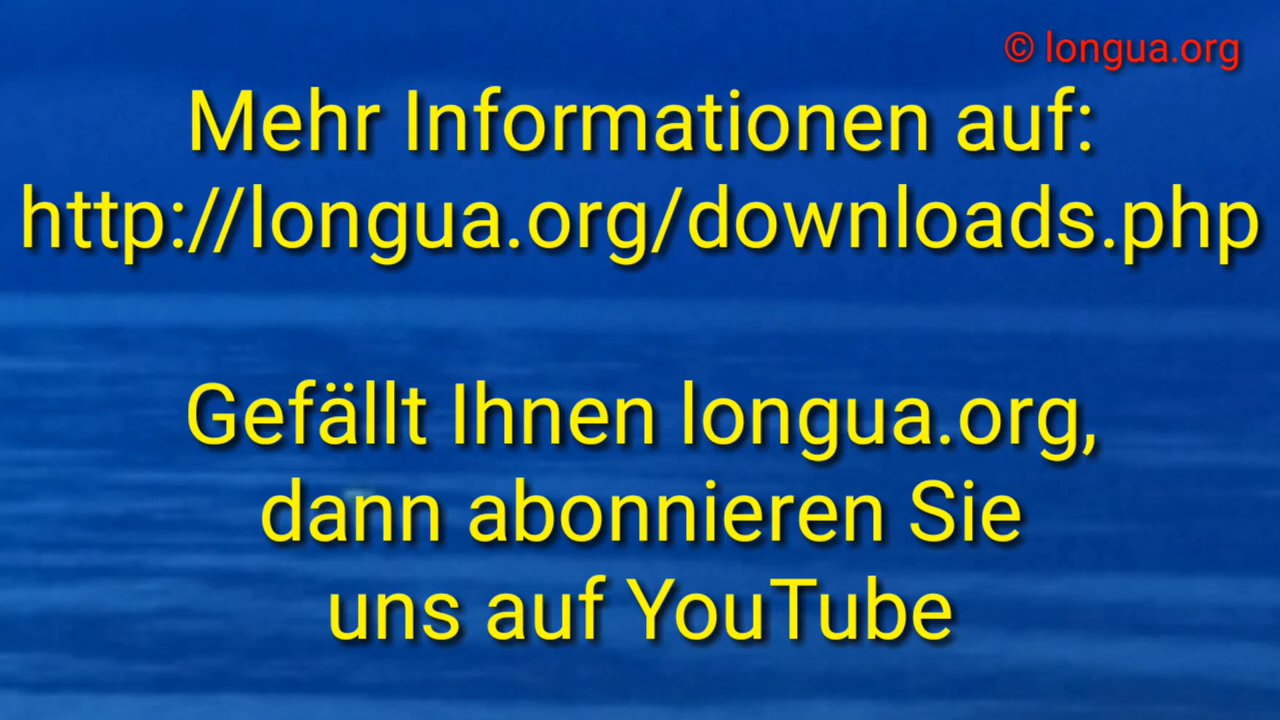 © longua.org
Mehr Informationen auf:
http://longua.org/downloads.php
Gefällt Ihnen longua.org,
dann abonnieren Sie
uns auf YouTube